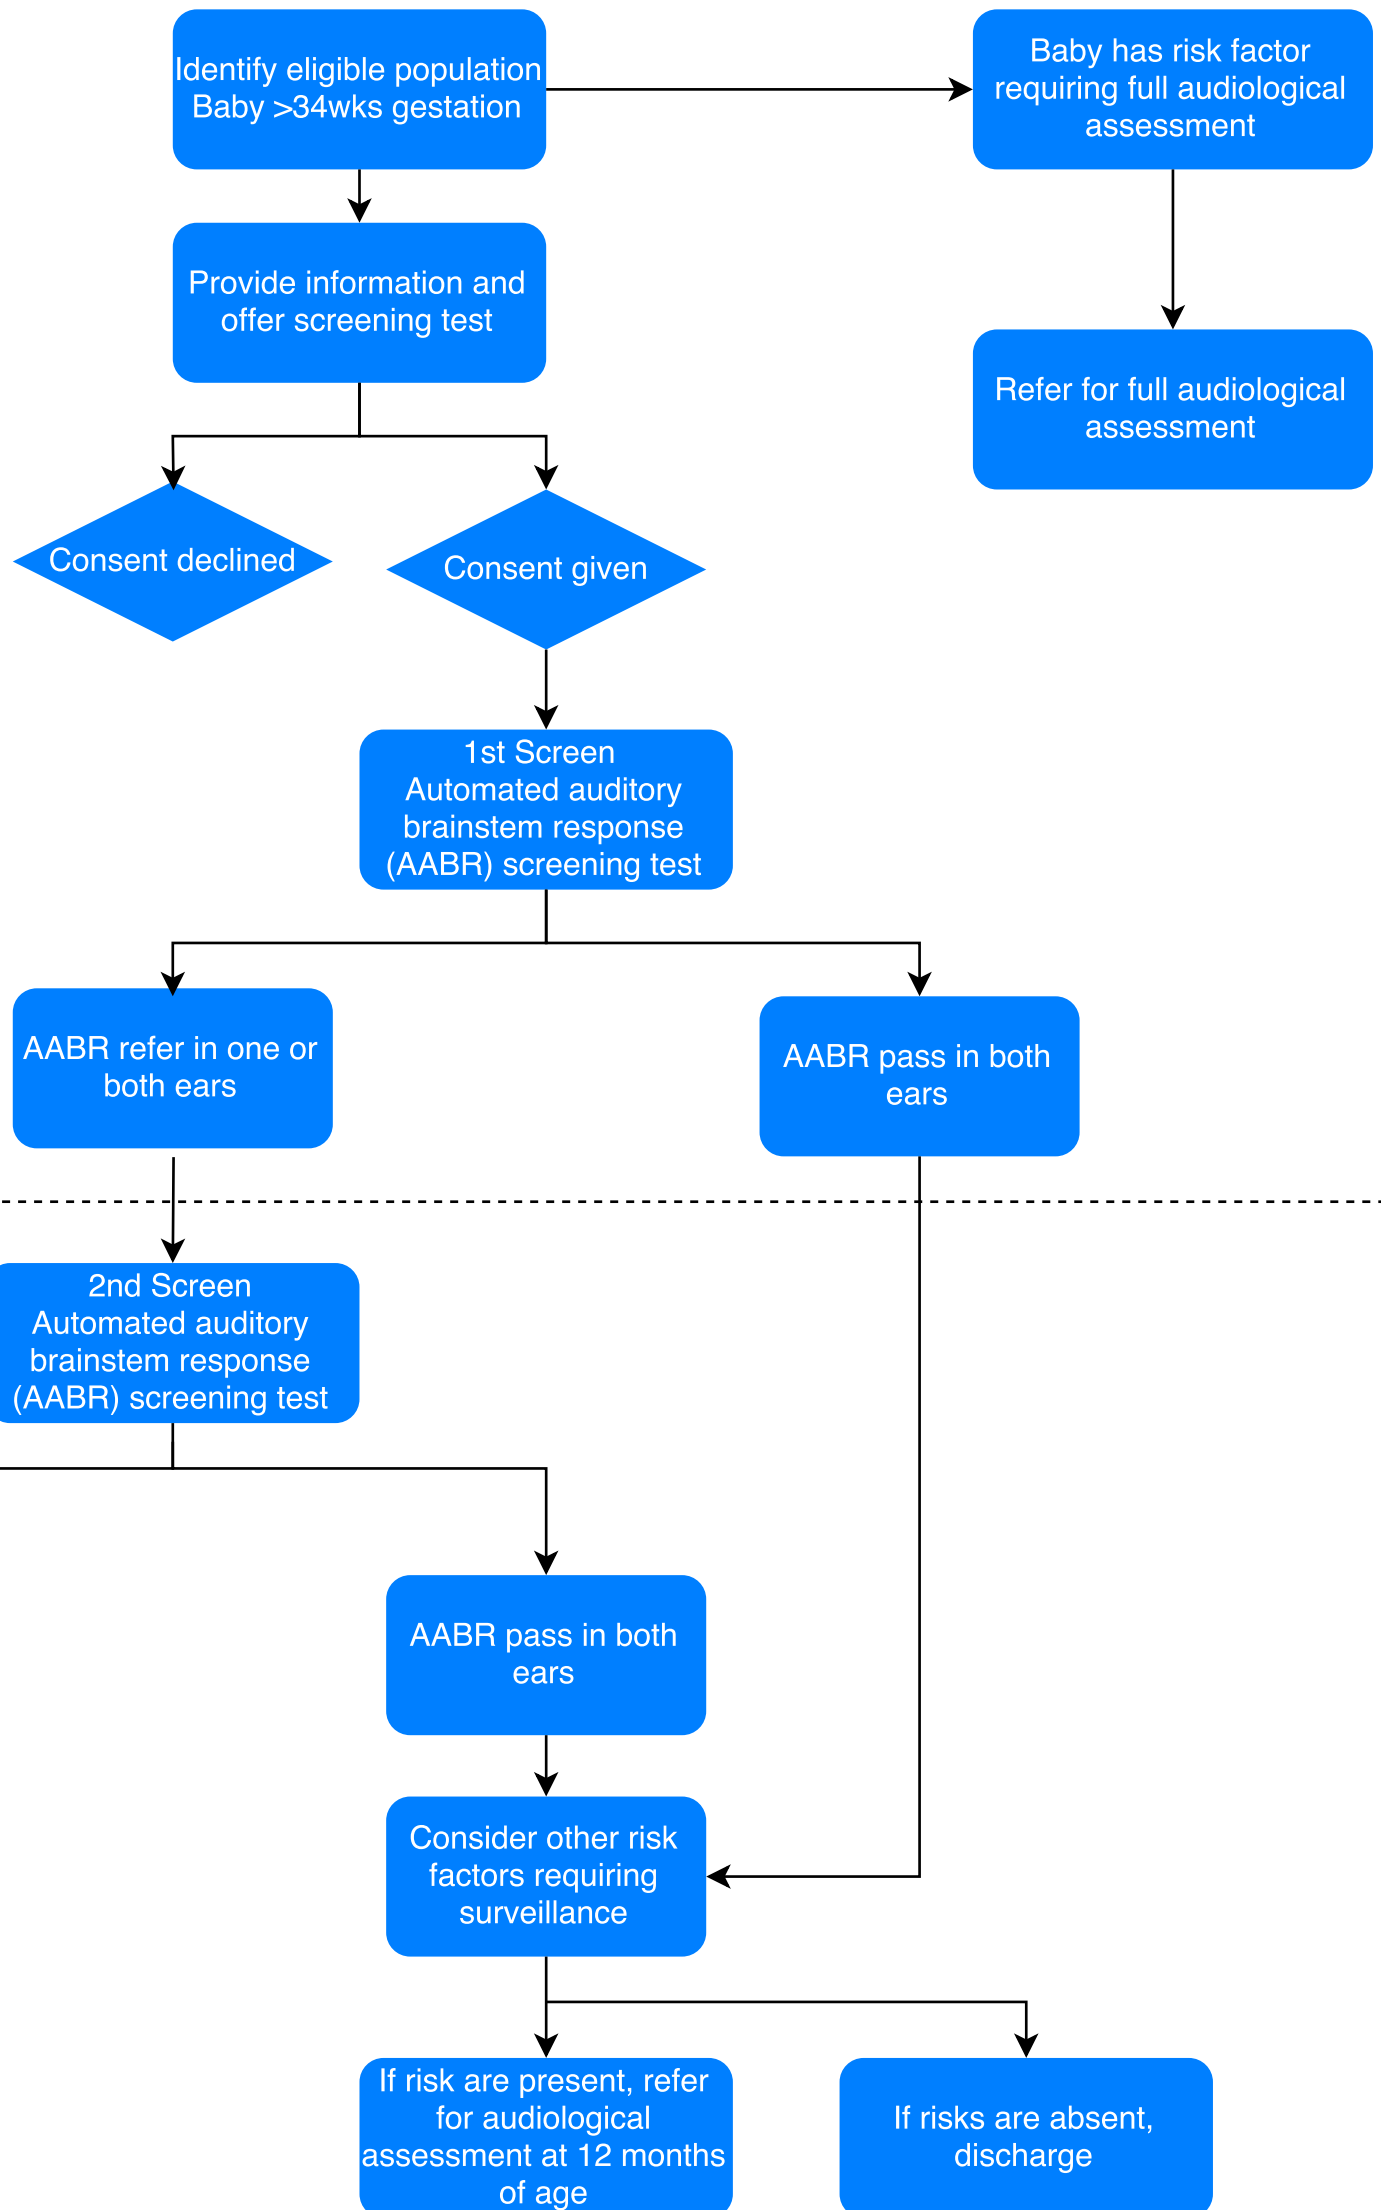 Identify eligible population
Baby >34wks gestation
Baby has risk factor
requiring full audiological
assessment
Provide information and
offer screening test
Refer for full audiological
assessment
Consent declined
Consent given
1st Screen
Automated auditory
brainstem response
(AABR) screening test
AABR refer in one or
both ears
AABR pass in both
ears
2nd Screen
Automated auditory
brainstem response
(AABR) screening test
AABR pass in both
ears
Consider other risk
factors requiring
surveillance
If risk are present, refer
for audiological
assessment at 12 months
of age
If risks are absent,
discharge